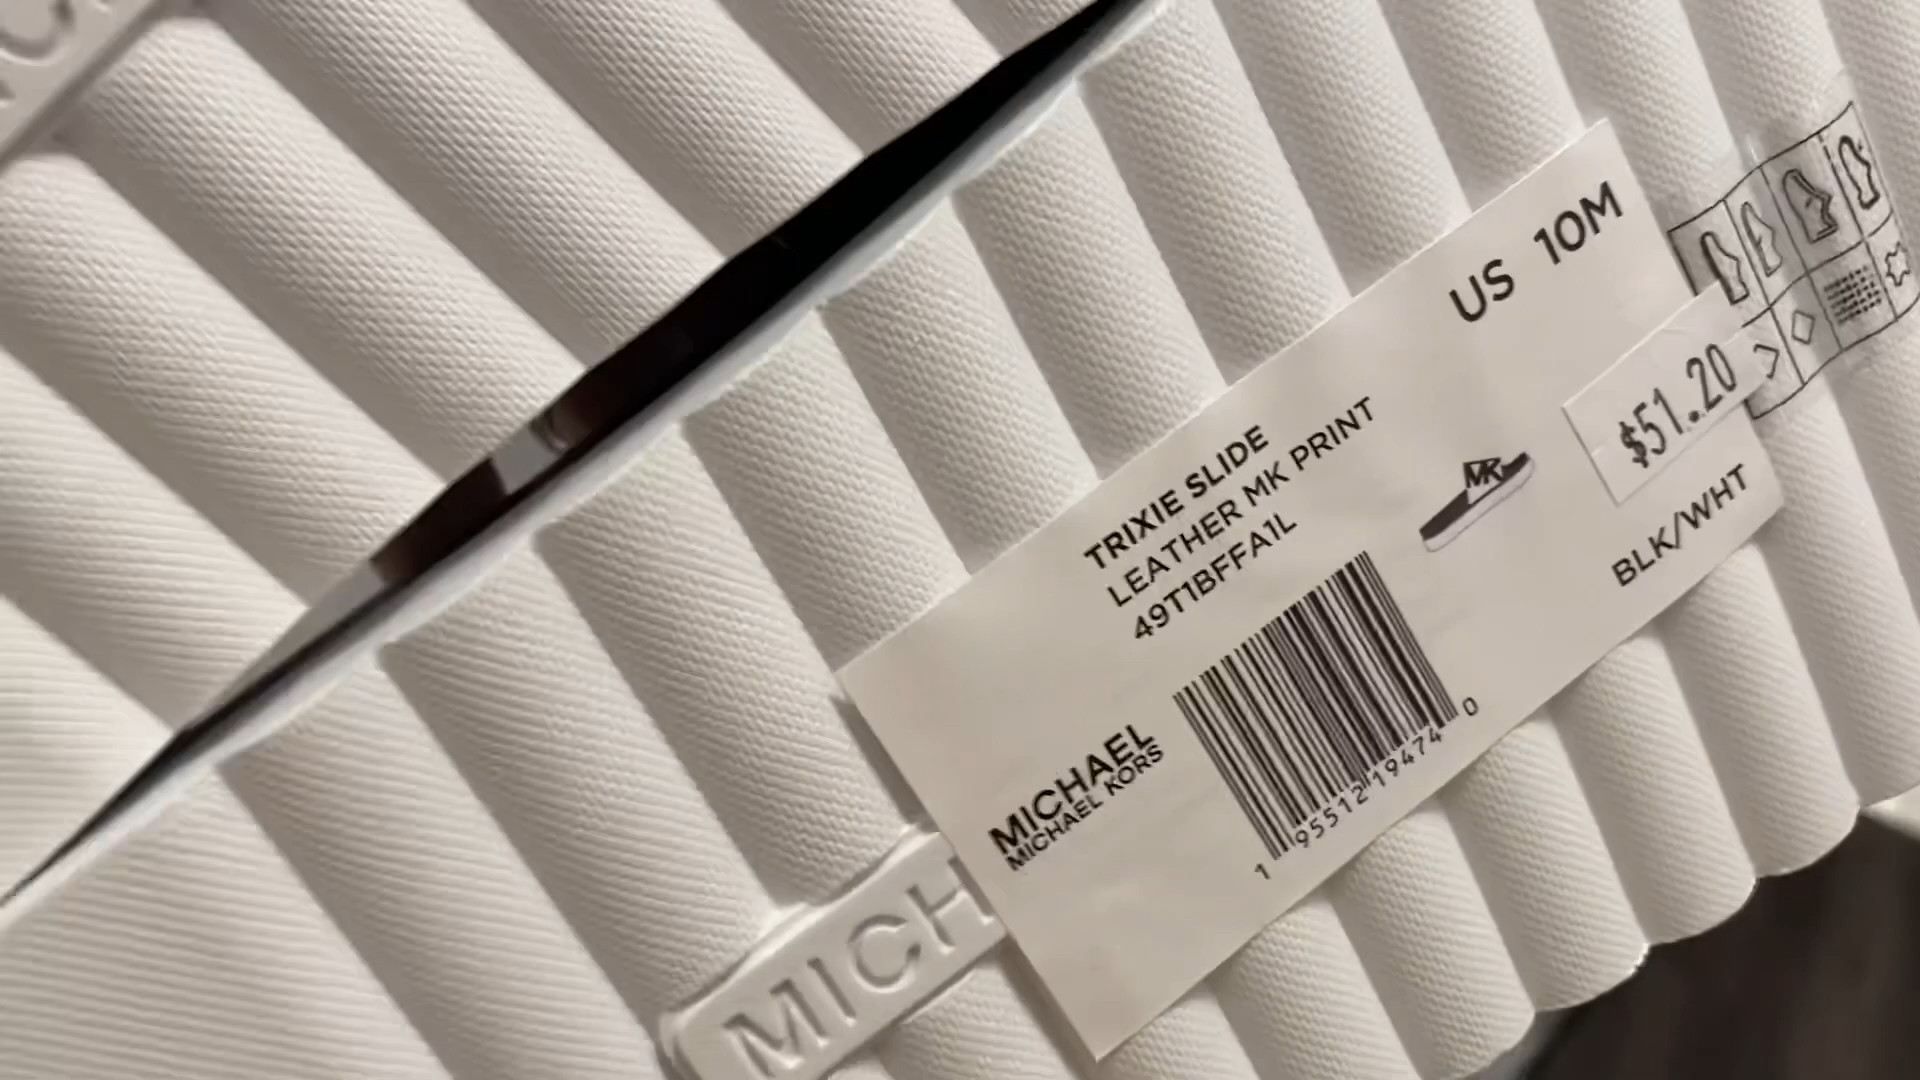 US 10M
$51.20
TRIXIE SLIDE
LEATHER MK PRINT
49T1BFFA1L
MK
BLK/WHT
MICHAEL
MICHAEL KORS
1 95512 19474 0
MICH